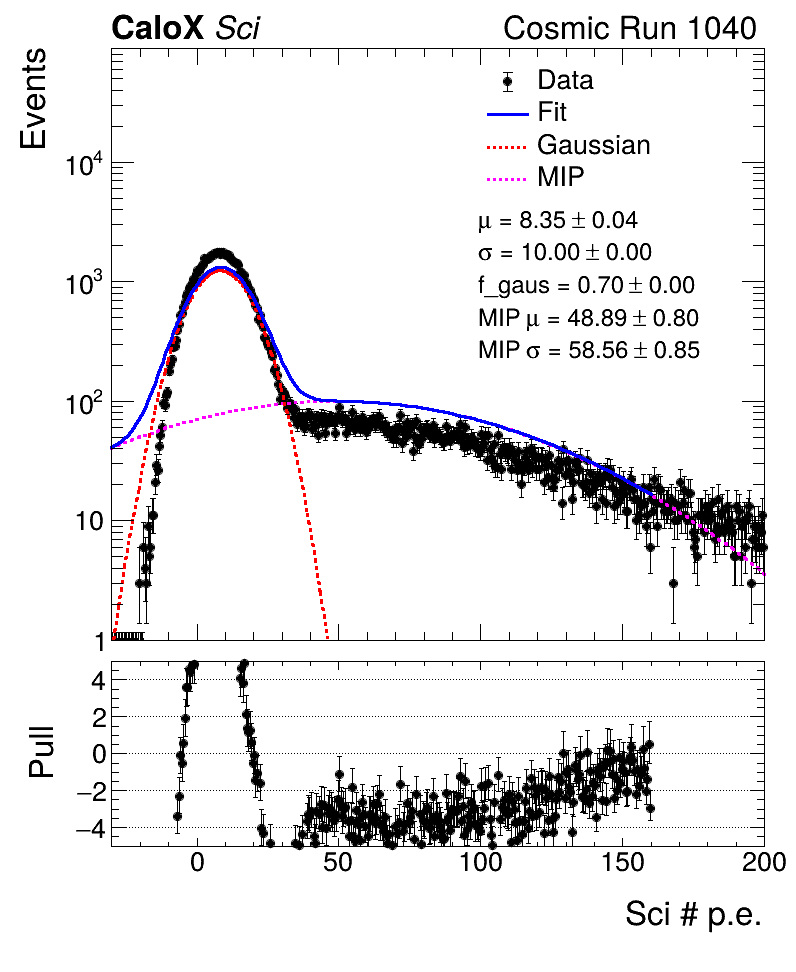 CaloX Sci Cosmic Run 1040
Events
Data
Fit
Gaussian
MIP
μ = 8.35 ± 0.04
σ = 10.00 ± 0.00
f_gaus = 0.70 ± 0.00
MIP μ = 48.89 ± 0.80
MIP σ = 58.56 ± 0.85
10⁴
10³
10²
10
1
Pull
4
2
0
−2
−4
0 50 100 150 200
Sci # p.e.